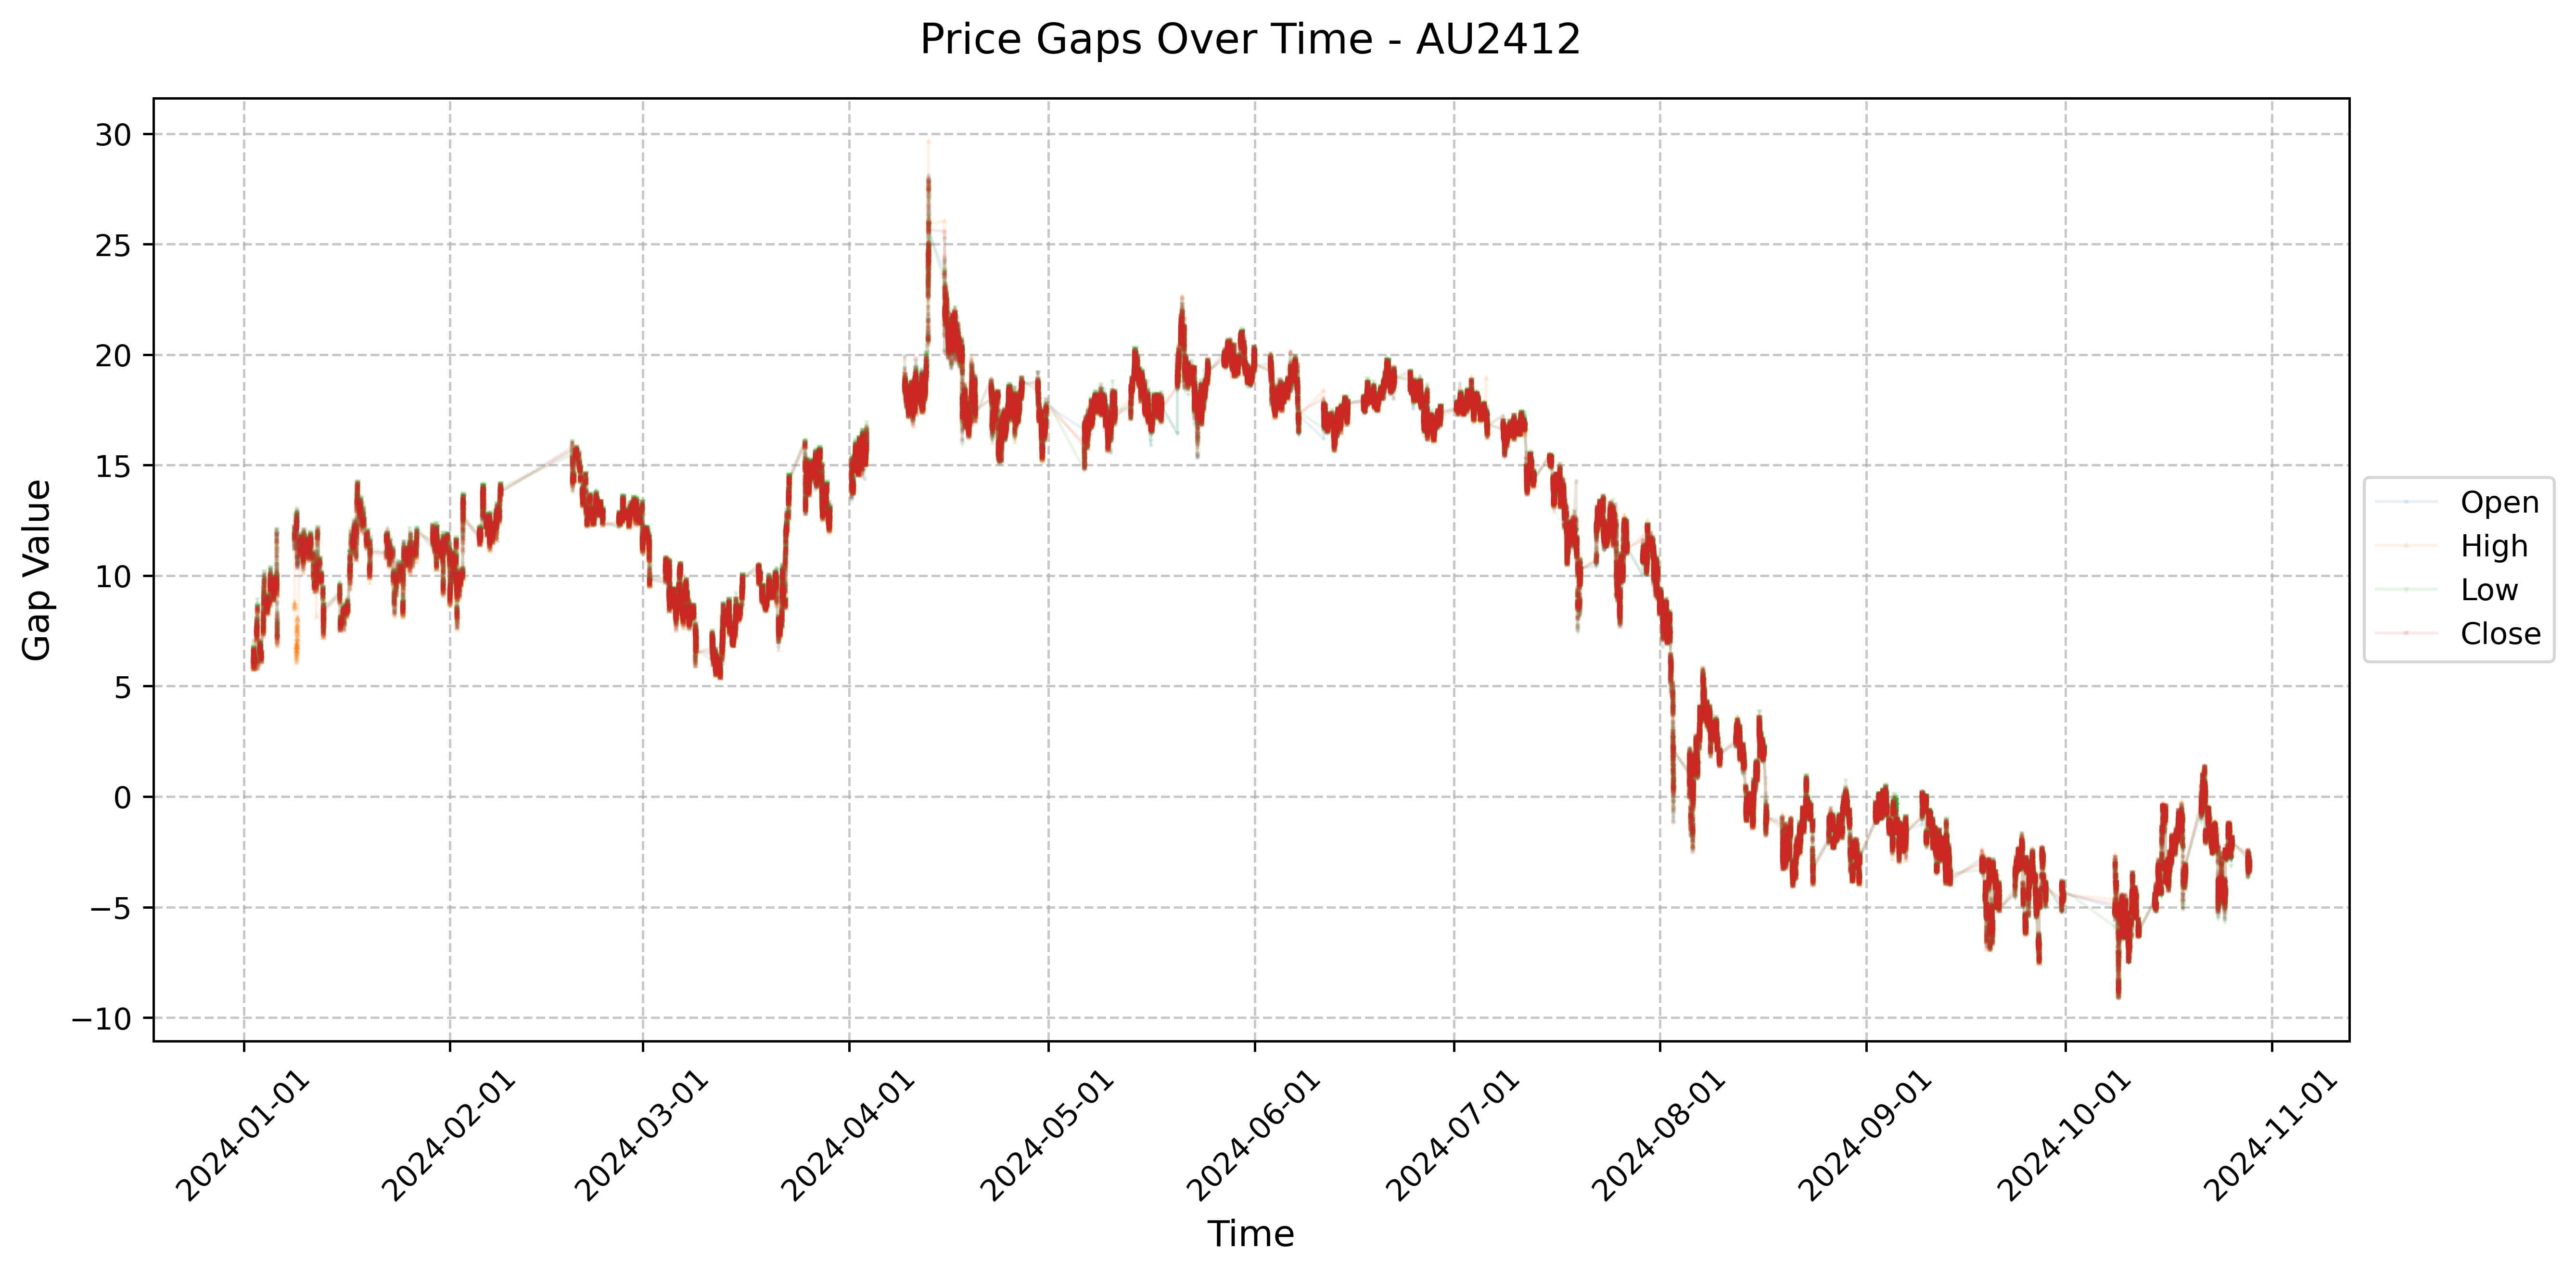 Price Gaps Over Time - AU2412
Gap Value
30
25
20
15
10
5
0
−5
−10
2024-01-01
2024-02-01
2024-03-01
2024-04-01
2024-05-01
2024-06-01
2024-07-01
2024-08-01
2024-09-01
2024-10-01
2024-11-01
Time
Open
High
Low
Close